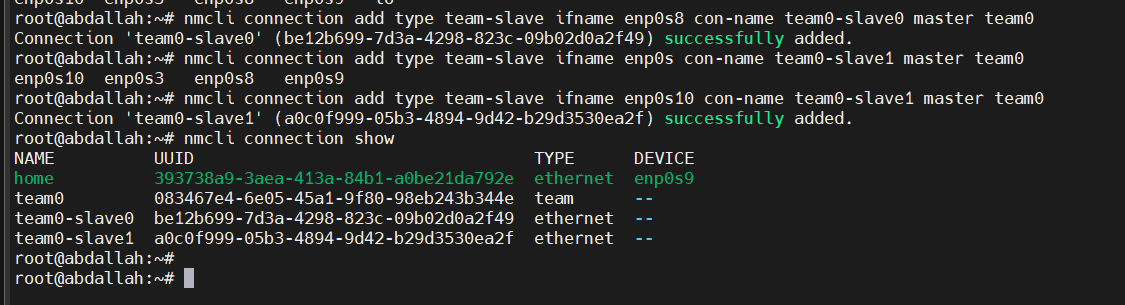 enp0s10  enp0s3   enp0s8   enp0s9   lo
root@abdallah:~# nmcli connection add type team-slave ifname enp0s8 con-name team0-slave0 master team0
Connection 'team0-slave0' (be12b699-7d3a-4298-823c-09b02d0a2f49) successfully added.
root@abdallah:~# nmcli connection add type team-slave ifname enp0s con-name team0-slave1 master team0
enp0s10  enp0s3   enp0s8   enp0s9
root@abdallah:~# nmcli connection add type team-slave ifname enp0s10 con-name team0-slave1 master team0
Connection 'team0-slave1' (a0c0f999-05b3-4894-9d42-b29d3530ea2f) successfully added.
root@abdallah:~# nmcli connection show
NAME          UUID                                  TYPE      DEVICE
home          393738a9-3aea-413a-84b1-a0be21da792e  ethernet  enp0s9
team0         083467e4-6e05-45a1-9f80-98eb243b344e  team      --
team0-slave0  be12b699-7d3a-4298-823c-09b02d0a2f49  ethernet  --
team0-slave1  a0c0f999-05b3-4894-9d42-b29d3530ea2f  ethernet  --
root@abdallah:~#
root@abdallah:~#